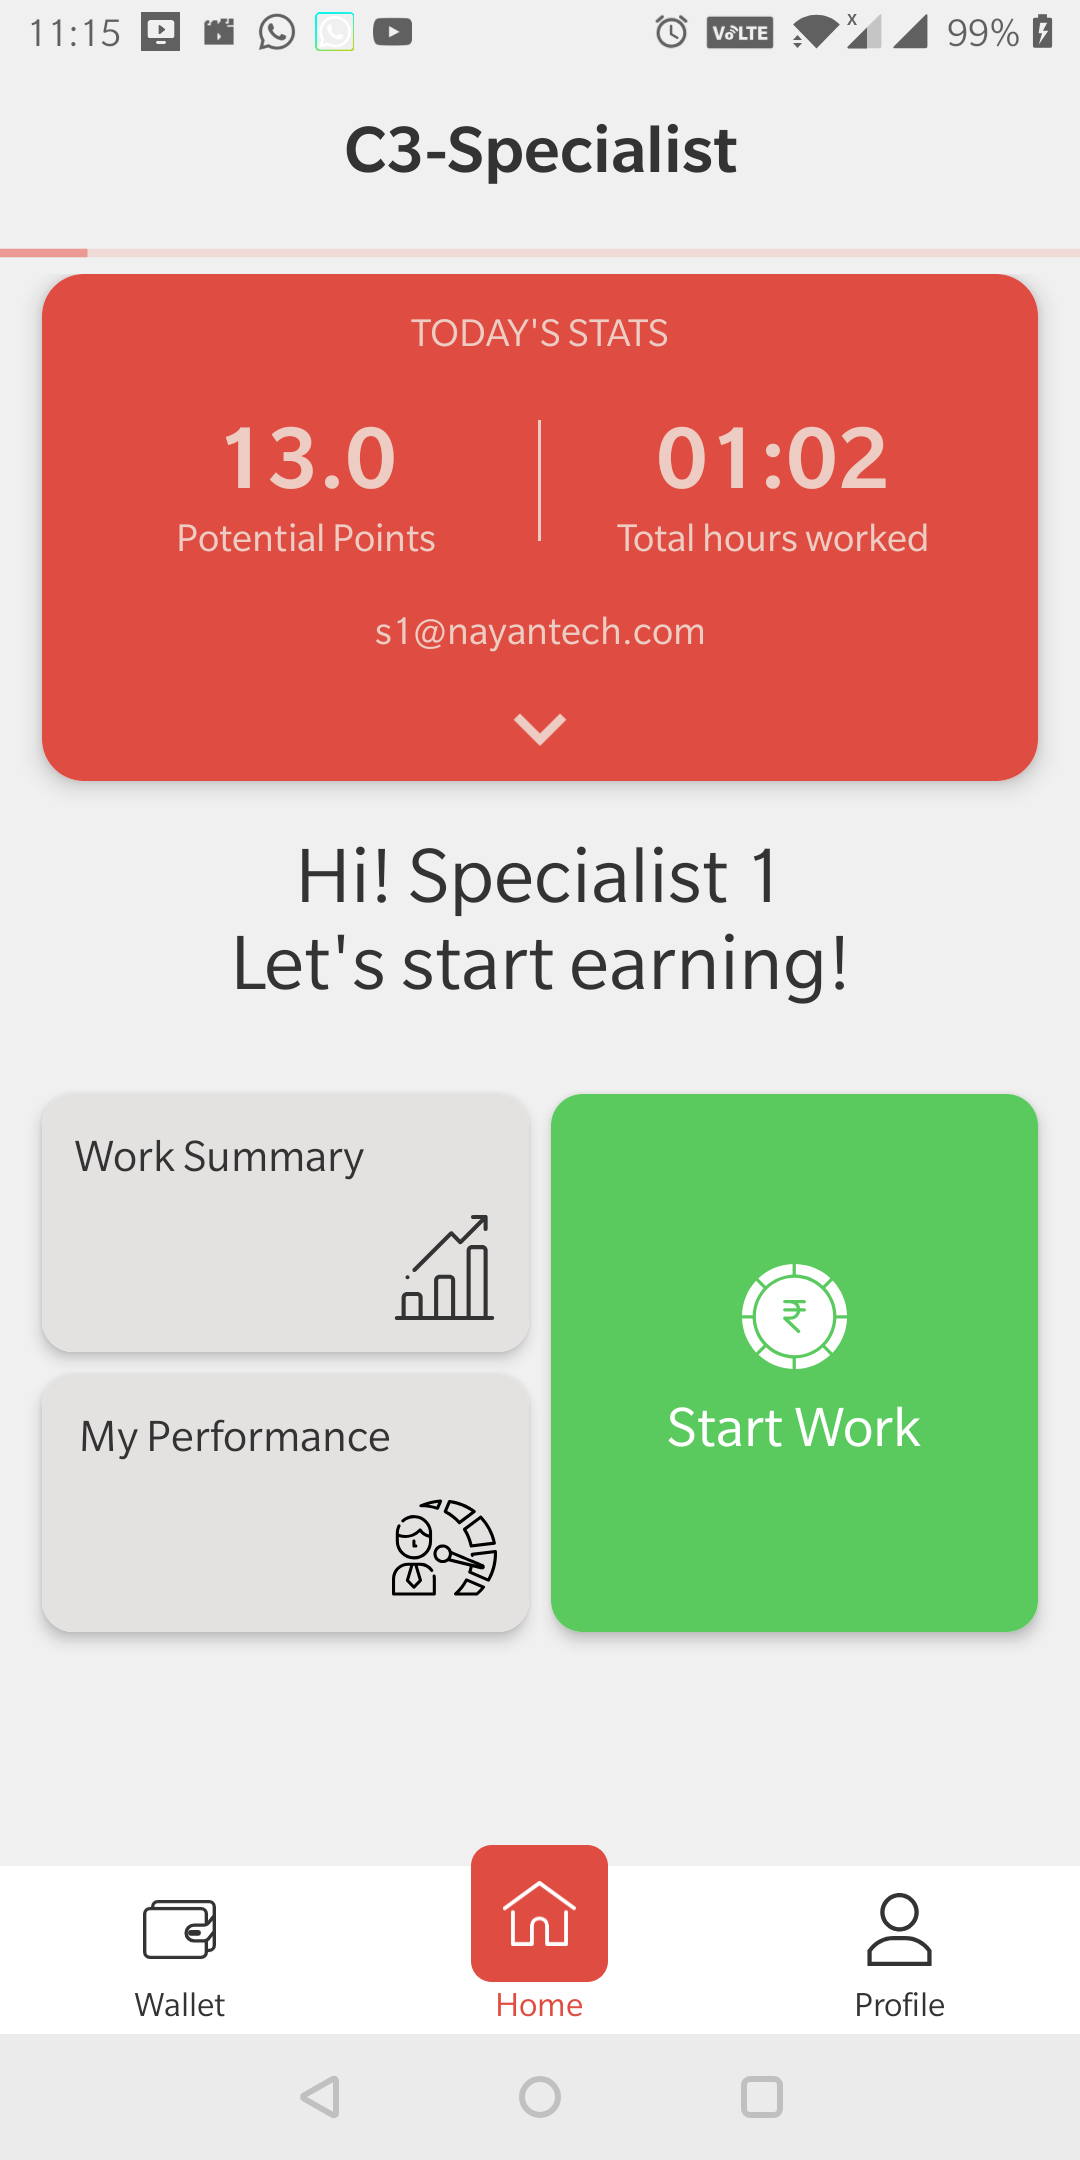 11:15
VoLTE
x
99%
C3-Specialist
TODAY'S STATS
13.0
01:02
Potential Points
Total hours worked
s1@nayantech.com
Hi! Specialist 1
Let's start earning!
Work Summary
My Performance
₹
Start Work
Wallet
Home
Profile